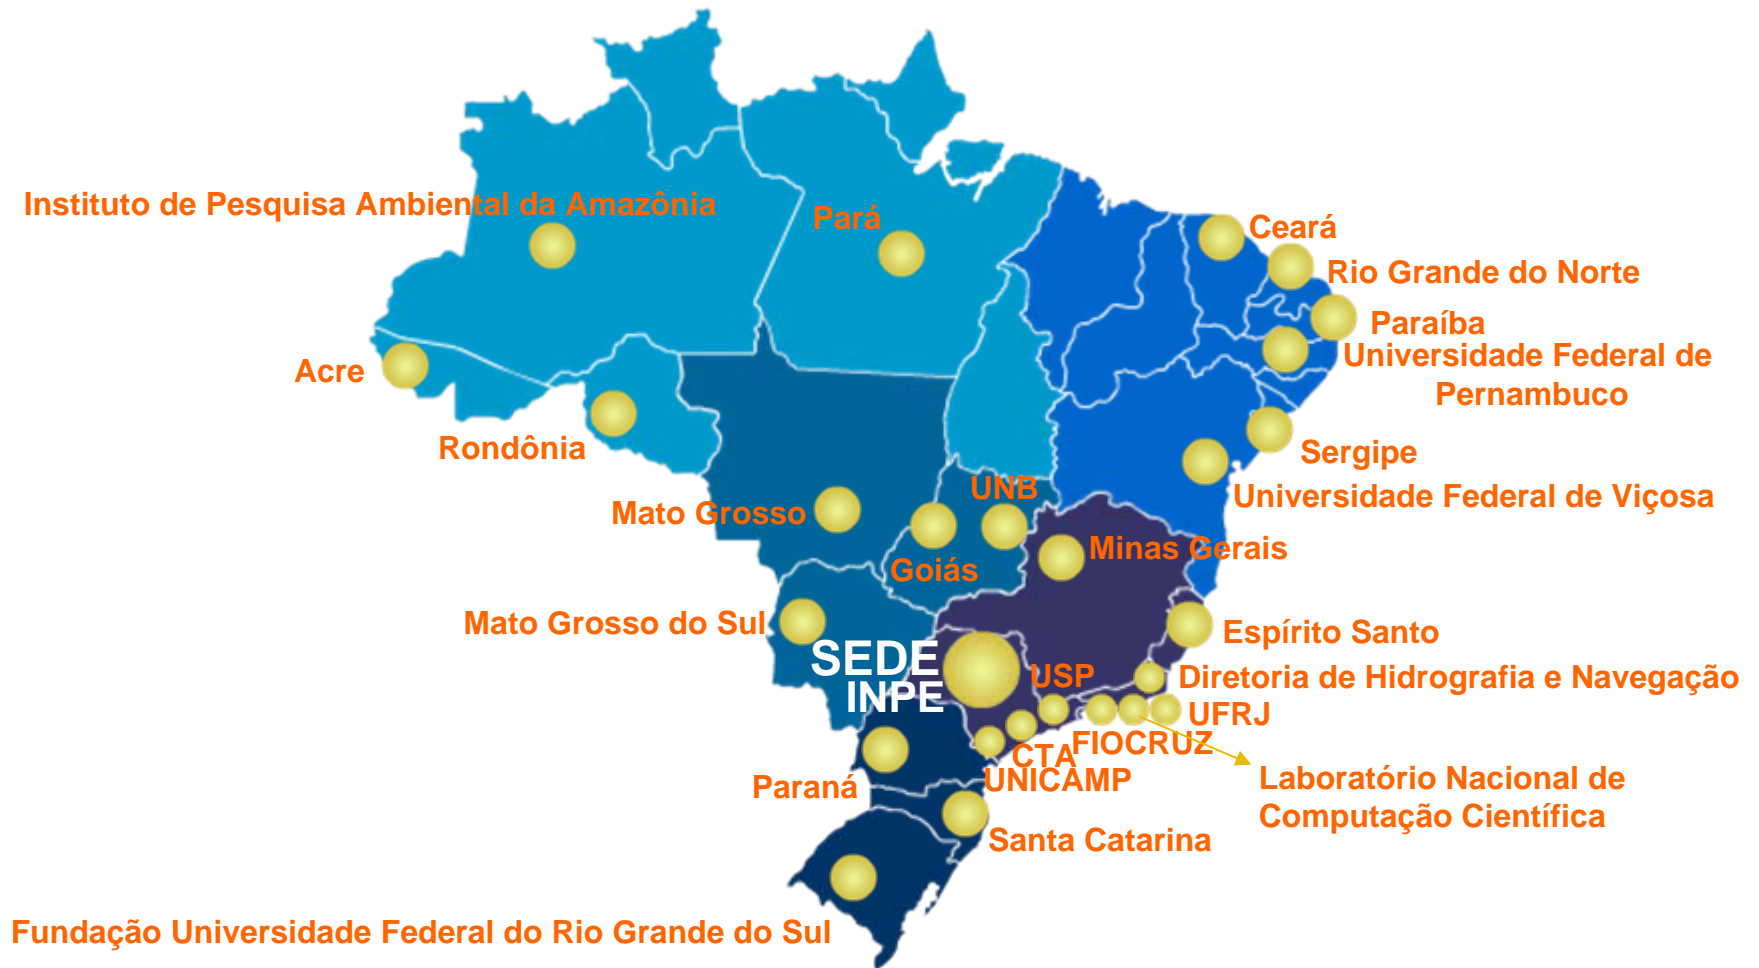 Instituto de Pesquisa Ambiental da Amazônia
Pará
Ceará
Rio Grande do Norte
Paraíba
Universidade Federal de
Pernambuco
Acre
Rondônia
Sergipe
UNB
Universidade Federal de Viçosa
Mato Grosso
Minas Gerais
Goiás
Mato Grosso do Sul
Espírito Santo
SEDE
INPE
USP
Diretoria de Hidrografia e Navegação
UFRJ
FIOCRUZ
CTA
UNICAMP
Laboratório Nacional de
Computação Científica
Paraná
Santa Catarina
Fundação Universidade Federal do Rio Grande do Sul